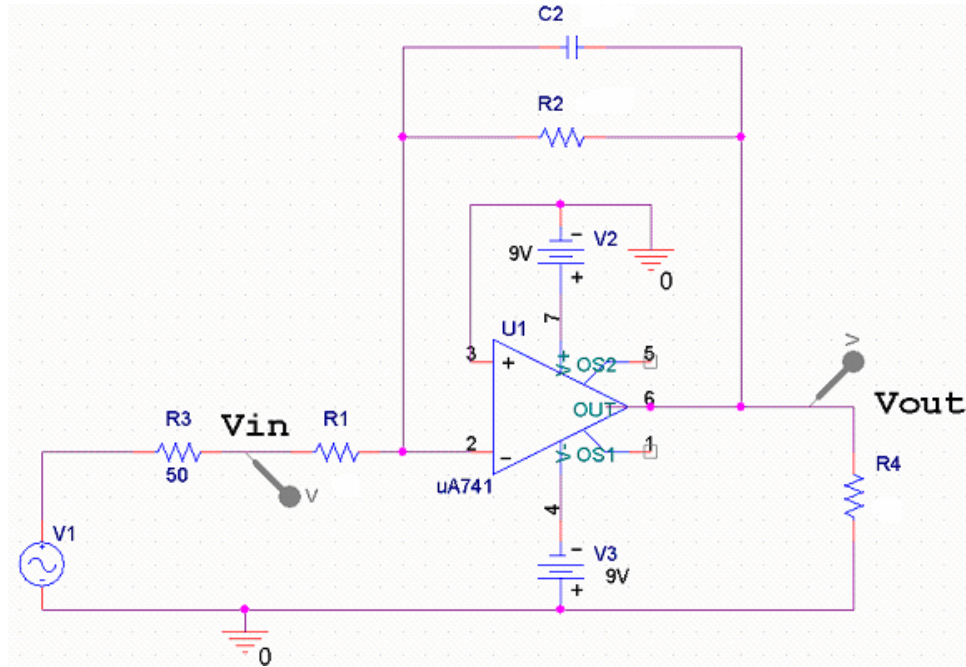 C2
R2
V2
9V
0
7
U1
3
+
V+
OS2
5
OUT
6
Vout
V
R3
50
Vin
V
R1
2
-
V-
OS1
1
uA741
4
R4
V1
V3
9V
0